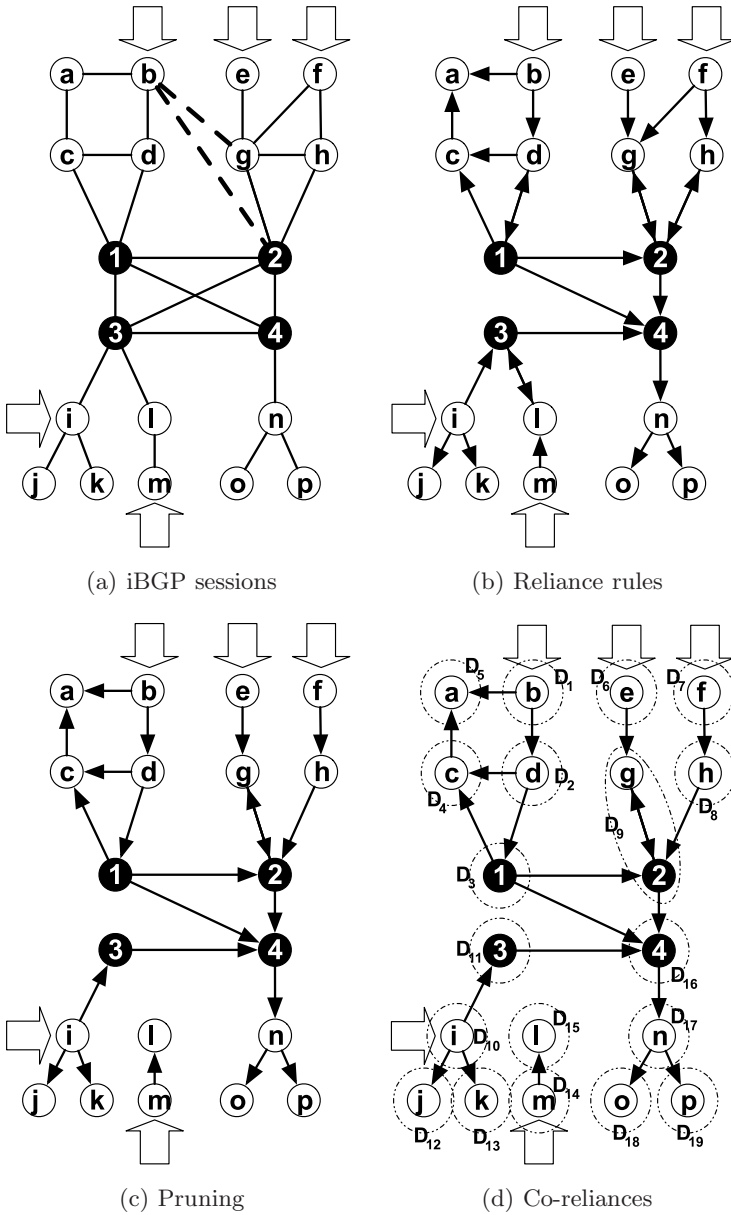 a b e f
c d g h
1 2
3 4
i l n
j k m o p
(a) iBGP sessions
a b e f
c d g h
1 2
3 4
i l n
j k m o p
(b) Reliance rules
a b e f
c d g h
1 2
3 4
i l n
j k m o p
(c) Pruning
D5 D1 D6 D7
a b e f
c d g h
D4 D2 D9 D8
D3 1 2
D11 3 4
D16
D15 D17
i D10 l n
D14
j k m o p
D12 D13 D18 D19
(d) Co-reliances